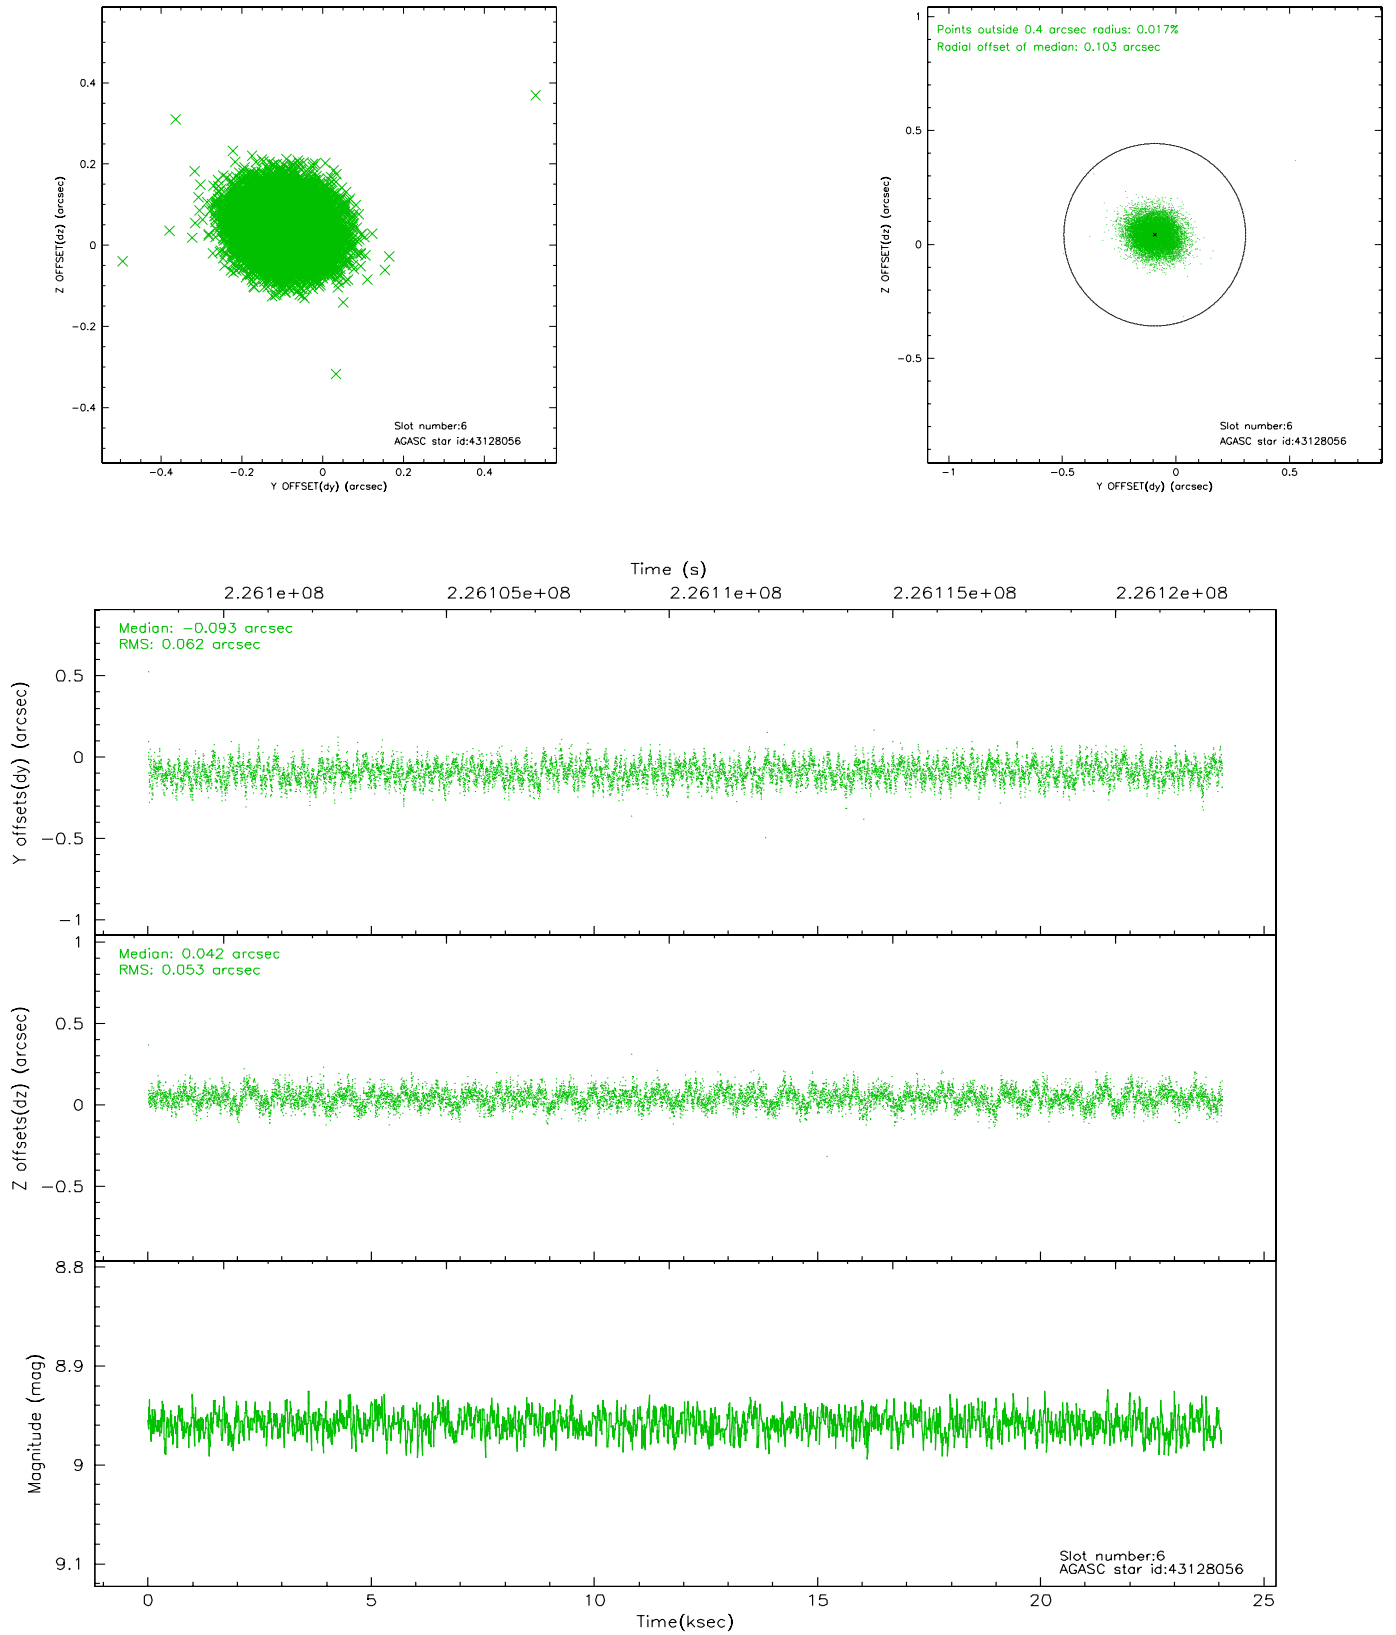 0.4
0.2
0
-0.2
-0.4
Z OFFSET(dz) (arcsec)
Slot number:6
AGASC star id:43128056
-0.4 -0.2 0 0.2 0.4
Y OFFSET(dy) (arcsec)
Points outside 0.4 arcsec radius: 0.017%
Radial offset of median: 0.103 arcsec
1
0.5
0
-0.5
Z OFFSET(dz) (arcsec)
Slot number:6
AGASC star id:43128056
-1 -0.5 0 0.5
Y OFFSET(dy) (arcsec)
Time (s)
2.261e+08 2.26105e+08 2.2611e+08 2.26115e+08 2.2612e+08
Median: -0.093 arcsec
RMS: 0.062 arcsec
0.5
0
-0.5
-1
Y offsets(dy) (arcsec)
Median: 0.042 arcsec
RMS: 0.053 arcsec
1
0.5
0
-0.5
Z offsets(dz) (arcsec)
8.8
8.9
9
9.1
Magnitude (mag)
Slot number:6
AGASC star id:43128056
0 5 10 15 20 25
Time(ksec)